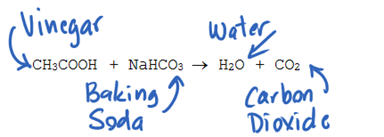 Vinegar
Water
CH3COOH + NaHCO3 → H2O + CO2
Baking
Soda
Carbon
Dioxide